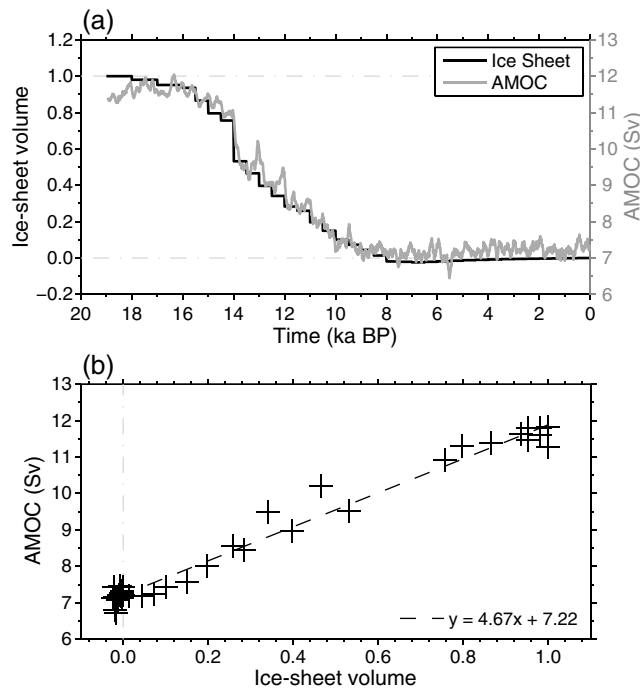 (a)
1.2
1.0
0.8
0.6
0.4
0.2
0.0
−0.2
Ice-sheet volume
Ice Sheet
AMOC
13
12
11
10
9
8
7
6
AMOC (Sv)
20 18 16 14 12 10 8 6 4 2 0
Time (ka BP)
(b)
13
12
11
10
9
8
7
6
AMOC (Sv)
y = 4.67x + 7.22
0.0 0.2 0.4 0.6 0.8 1.0
Ice-sheet volume